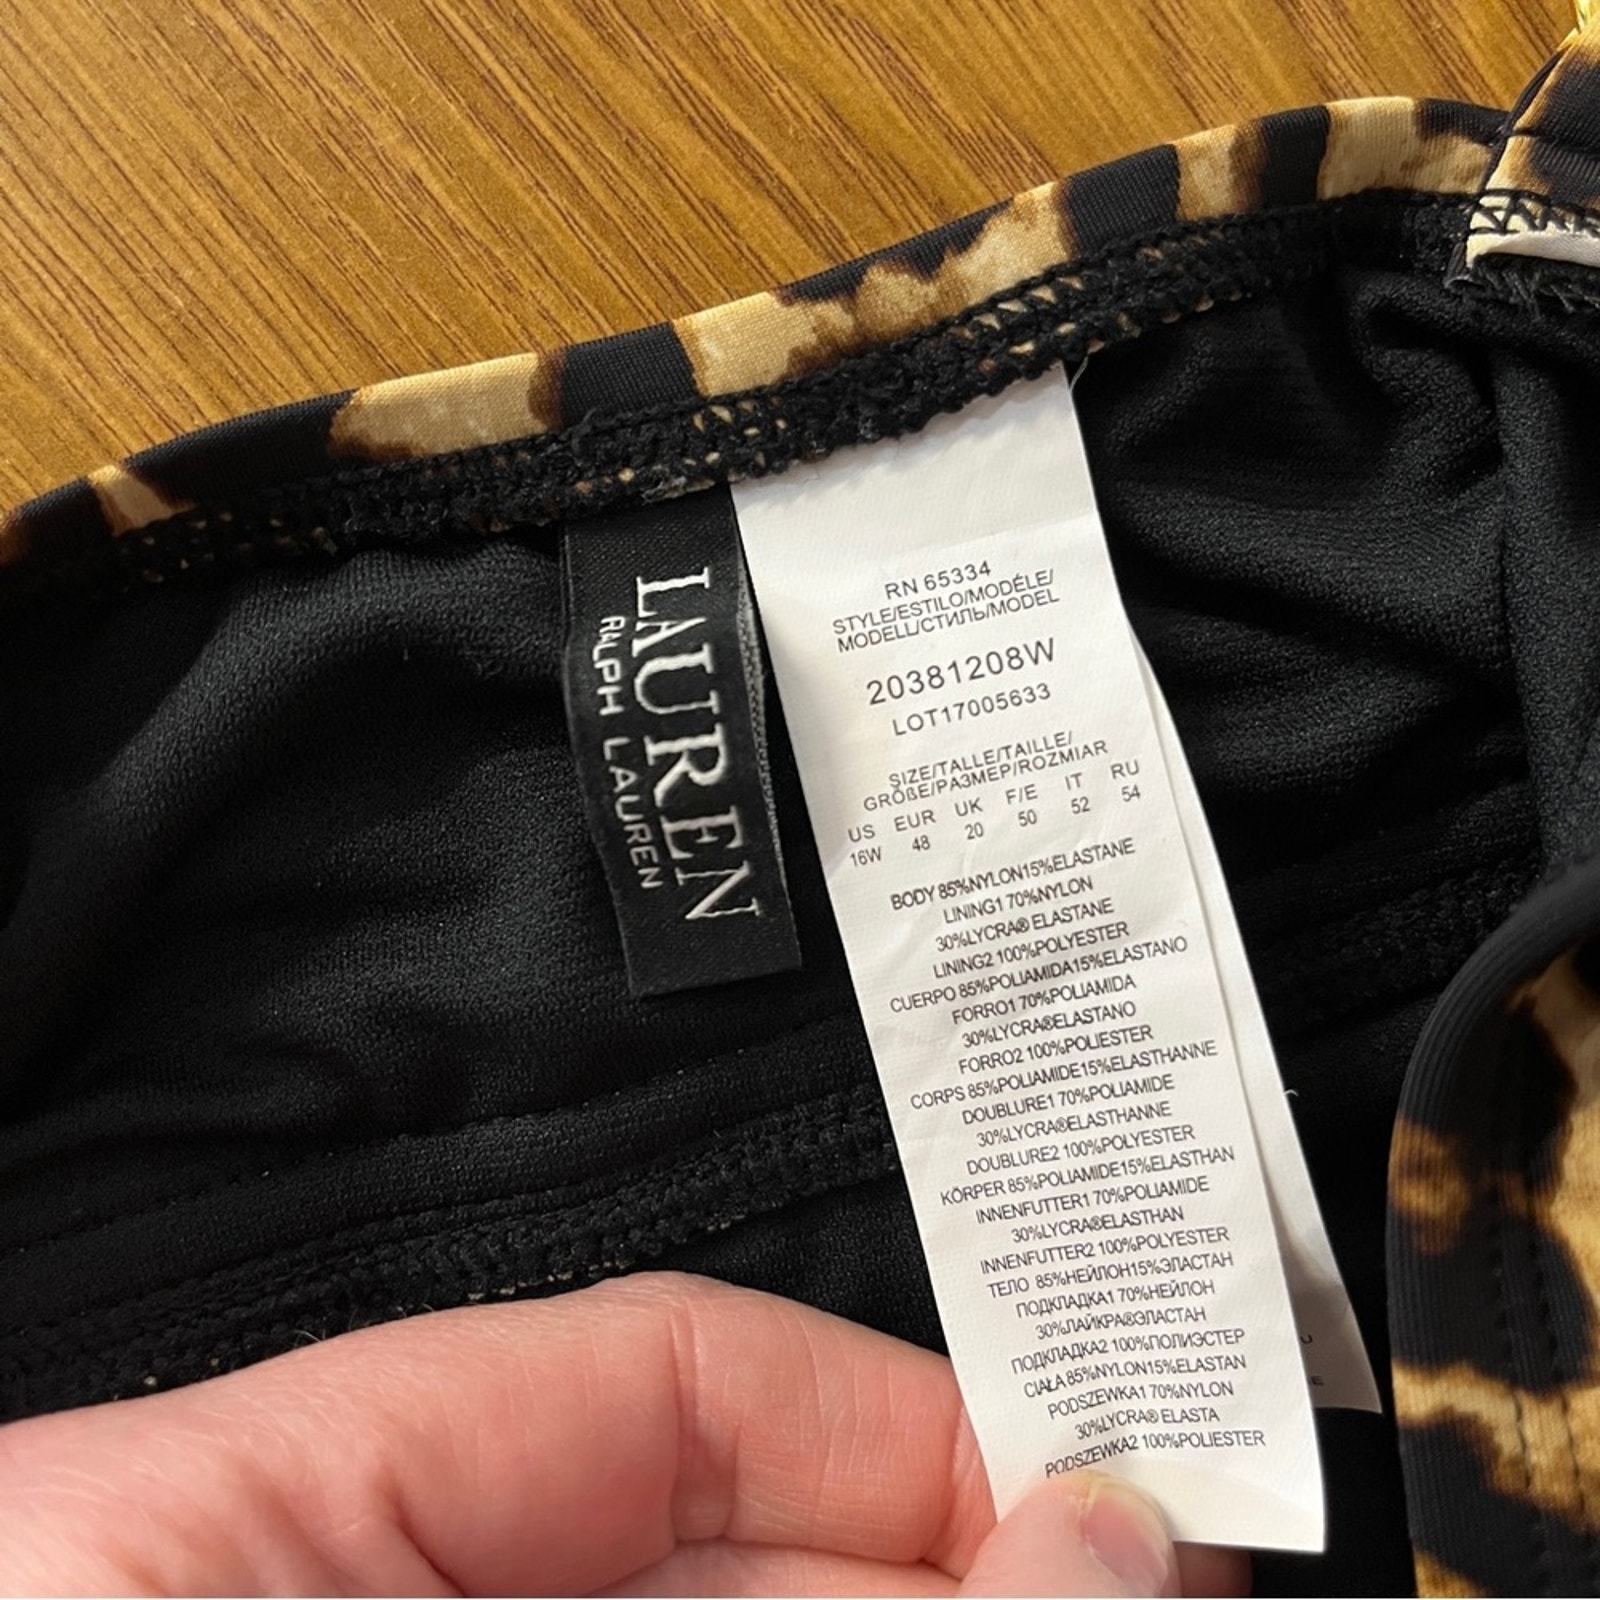 LAUREN
RALPH LAUREN
RN 65334
STYLE/ESTILO/MODÉLE/
MODELL/СТИЛЬ/MODEL
20381208W
LOT17005633
SIZE/TALLE/TAILLE/
GRÖßE/PA3MEP/ROZMIAR
US EUR UK F/E IT RU
16W 48 20 50 52 54
BODY 85%NYLON15%ELASTANE
LINING1 70%NYLON
30%LYCRA® ELASTANE
LINING2 100%POLYESTER
CUERPO 85%POLIAMIDA15%ELASTANO
FORRO1 70%POLIAMIDA
30%LYCRA®ELASTANO
FORRO2 100%POLIESTER
CORPS 85%POLIAMIDE15%ELASTHANNE
DOUBLURE1 70%POLIAMIDE
30%LYCRA®ELASTHANNE
DOUBLURE2 100%POLYESTER
KÖRPER 85%POLIAMIDE15%ELASTHAN
INNENFUTTER1 70%POLIAMIDE
30%LYCRA®ELASTHAN
INNENFUTTER2 100%POLYESTER
ТЕЛО 85%НЕЙЛОН15%ЭЛАСТАН
ПОДКЛАДКА1 70%НЕЙЛОН
30%ЛАЙКРА®ЭЛАСТАН
ПОДКЛАДКА2 100%ПОЛИЭСТЕР
CIAŁA 85%NYLON15%ELASTAN
PODSZEWKA1 70%NYLON
30%LYCRA® ELASTA
PODSZEWKA2 100%POLIESTER
U
E